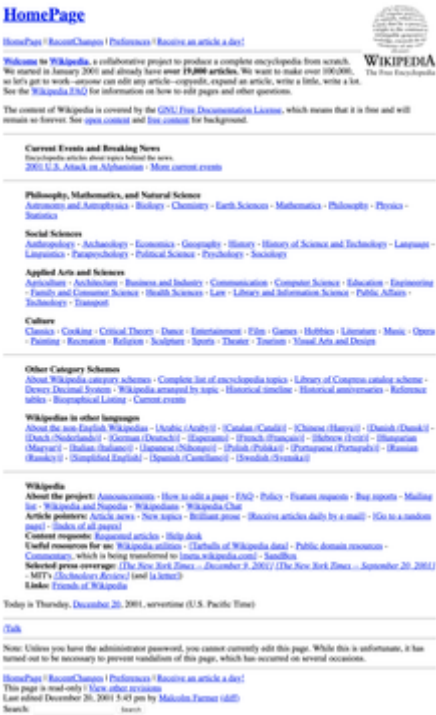 HomePage
HomePage | RecentChanges | Preferences | Receive an article a day!
WIKIPEDIA
The Free Encyclopedia
Welcome to Wikipedia, a collaborative project to produce a complete encyclopedia from scratch.
We started in January 2001 and already have over 19,000 articles. We want to make over 100,000,
so let's get to work--anyone can edit any article--copyedit, expand an article, write a little, write a lot.
See the Wikipedia FAQ for information on how to edit pages and other questions.
The content of Wikipedia is covered by the GNU Free Documentation License, which means that it is free and will
remain so forever. See open content and free content for background.
Current Events and Breaking News
Encyclopedia articles about topics behind the news.
2001 U.S. Attack on Afghanistan - More current events
Philosophy, Mathematics, and Natural Science
Astronomy and Astrophysics - Biology - Chemistry - Earth Sciences - Mathematics - Philosophy - Physics -
Statistics
Social Sciences
Anthropology - Archaeology - Economics - Geography - History - History of Science and Technology - Language -
Linguistics - Parapsychology - Political Science - Psychology - Sociology
Applied Arts and Sciences
Agriculture - Architecture - Business and Industry - Communication - Computer Science - Education - Engineering
- Family and Consumer Science - Health Sciences - Law - Library and Information Science - Public Affairs -
Technology - Transport
Culture
Classics - Cooking - Critical Theory - Dance - Entertainment - Film - Games - Hobbies - Literature - Music - Opera
- Painting - Recreation - Religion - Sculpture - Sports - Theater - Tourism - Visual Arts and Design
Other Category Schemes
About Wikipedia category schemes - Complete list of encyclopedia topics - Library of Congress catalog scheme -
Dewey Decimal System - Wikipedia arranged by topic - Historical timeline - Historical anniversaries - Reference
tables - Biographical Listing - Current events
Wikipedias in other languages
About the non-English Wikipedias - [Arabic (Araby)] - [Catalan (Català)] - [Chinese (Hanyu)] - [Danish (Dansk)] -
[Dutch (Nederlands)] - [German (Deutsch)] - [Esperanto] - [French (Français)] - [Hebrew (Ivrit)] - [Hungarian
(Magyar)] - [Italian (Italiano)] - [Japanese (Nihongo)] - [Polish (Polska)] - [Portuguese (Português)] - [Russian
(Russkiy)] - [Simplified English] - [Spanish (Castellano)] - [Swedish (Svenska)]
Wikipedia
About the project: Announcements - How to edit a page - FAQ - Policy - Feature requests - Bug reports - Mailing
list - Wikipedia and Nupedia - Wikipedians - Wikipedia Chat
Article pointers: Article news - New topics - Brilliant prose - [Receive articles daily by e-mail] - [Go to a random
page] - [Index of all pages]
Content requests: Requested articles - Help desk
Useful resources for us: Wikipedia utilities - [Tarballs of Wikipedia data] - Public domain resources -
Commentary, which is being transferred to [meta.wikipedia.com] - SandBox
Selected press coverage: [The New York Times -- December 9, 2001] [The New York Times -- September 20, 2001]
- MIT's [Technology Review] (and [a letter])
Links: Friends of Wikipedia
Today is Thursday, December 20, 2001, servertime (U.S. Pacific Time)
/Talk
Note: Unless you have the administrator password, you cannot currently edit this page. While this is unfortunate, it has
turned out to be necessary to prevent vandalism of this page, which has occurred on several occasions.
HomePage | RecentChanges | Preferences | Receive an article a day!
This page is read-only | View other revisions
Last edited December 20, 2001 5:45 pm by Malcolm Farmer (diff)
Search: Search